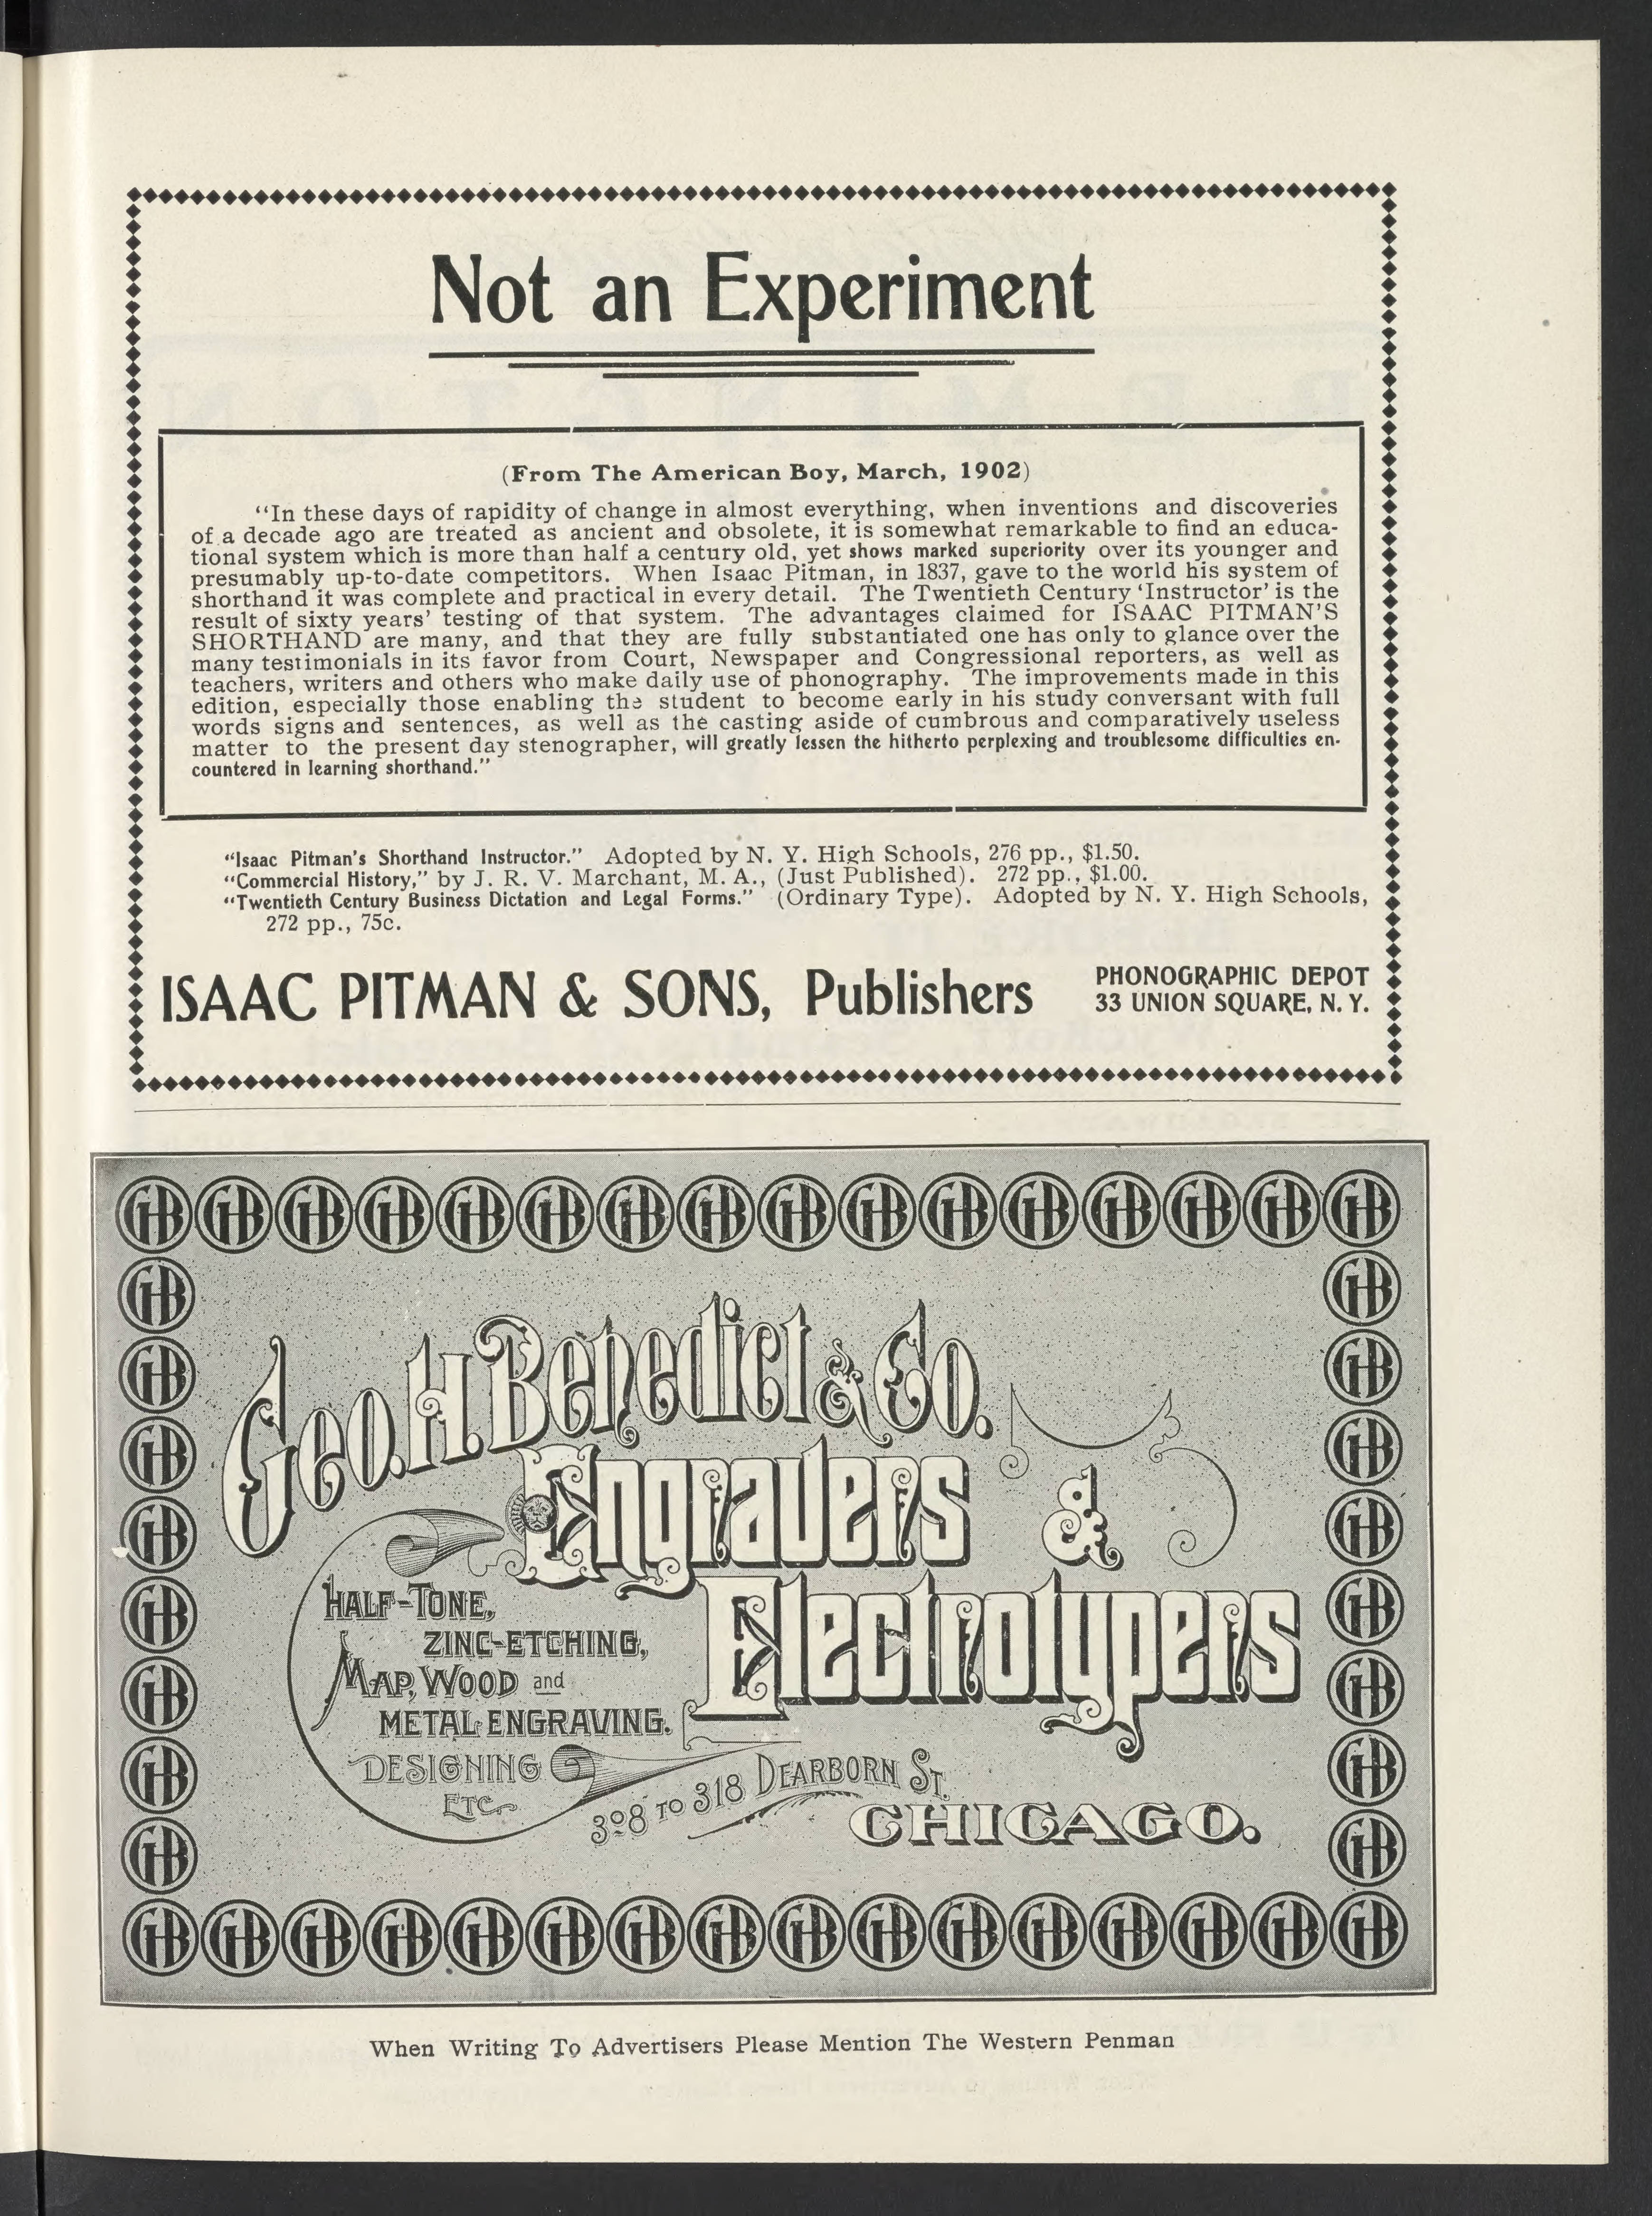 Not an Experiment
(From The American Boy, March, 1902)
“In these days of rapidity of change in almost everything, when inventions and discoveries
of a decade ago are treated as ancient and obsolete, it is somewhat remarkable to find an educa-
tional system which is more than half a century old, yet shows marked superiority over its younger and
presumably up-to-date competitors. When Isaac Pitman, in 1837, gave to the world his system of
shorthand it was complete and practical in every detail. The Twentieth Century ‘Instructor’ is the
result of sixty years’ testing of that system. The advantages claimed for ISAAC PITMAN’S
SHORTHAND are many, and that they are fully substantiated one has only to glance over the
many testimonials in its favor from Court, Newspaper and Congressional reporters, as well as
teachers, writers and others who make daily use of phonography. The improvements made in this
edition, especially those enabling the student to become early in his study conversant with full
words signs and sentences, as well as the casting aside of cumbrous and comparatively useless
matter to the present day stenographer, will greatly lessen the hitherto perplexing and troublesome difficulties en-
countered in learning shorthand.”
“Isaac Pitman’s Shorthand Instructor.” Adopted by N. Y. High Schools, 276 pp., $1.50.
“Commercial History,” by J. R. V. Marchant, M. A., (Just Published). 272 pp., $1.00.
“Twentieth Century Business Dictation and Legal Forms.” (Ordinary Type). Adopted by N. Y. High Schools,
272 pp., 75c.
ISAAC PITMAN & SONS, Publishers
PHONOGRAPHIC DEPOT
33 UNION SQUARE, N. Y.
Geo. H. Benedict & Co.
Engravers &
Electrotypers
HALF-TONE,
ZINC-ETCHING,
MAP, WOOD and
METAL ENGRAVING.
DESIGNING
ETC.
308 TO 318 DEARBORN ST.
CHICAGO.
When Writing To Advertisers Please Mention The Western Penman